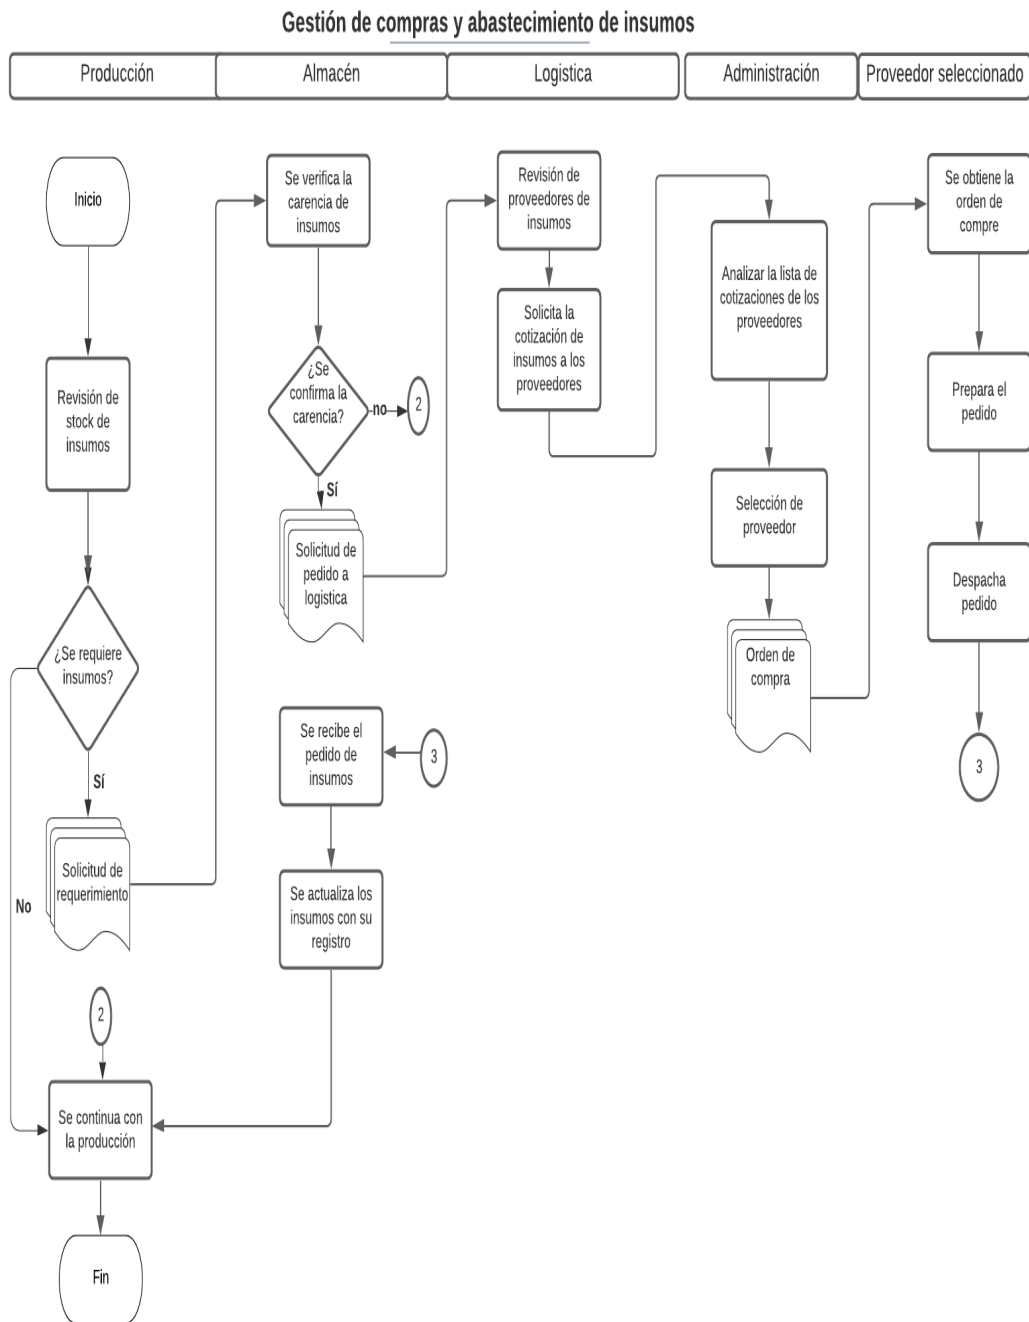 Gestión de compras y abastecimiento de insumos
Producción
Almacén
Logistica
Administración
Proveedor seleccionado
Inicio
Revisión de
stock de
insumos
¿Se requiere
insumos?
Sí
No
Solicitud de
requerimiento
2
Se continua con
la producción
Fin
Se verifica la
carencia de
insumos
¿Se
confirma la
carencia?
no
2
Sí
Solicitud de
pedido a
logistica
Se recibe el
pedido de
insumos
3
Se actualiza los
insumos con su
registro
Revisión de
proveedores de
insumos
Solicita la
cotización de
insumos a los
proveedores
Analizar la lista de
cotizaciones de los
proveedores
Selección de
proveedor
Orden de
compra
Se obtiene la
orden de
compre
Prepara el
pedido
Despacha
pedido
3